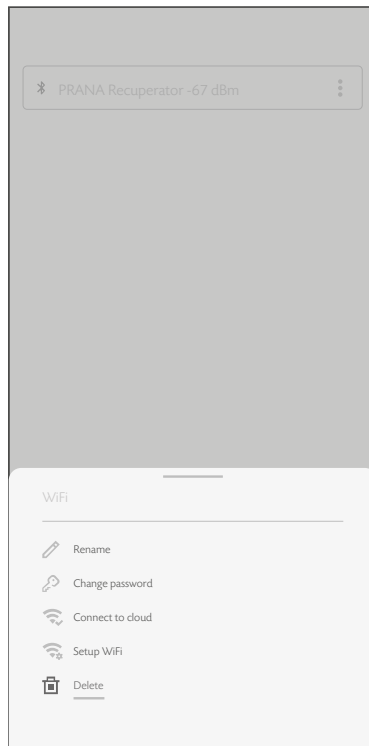 PRANA Recuperator -67 dBm
WiFi
Rename
Change password
Connect to cloud
Setup WiFi
Delete